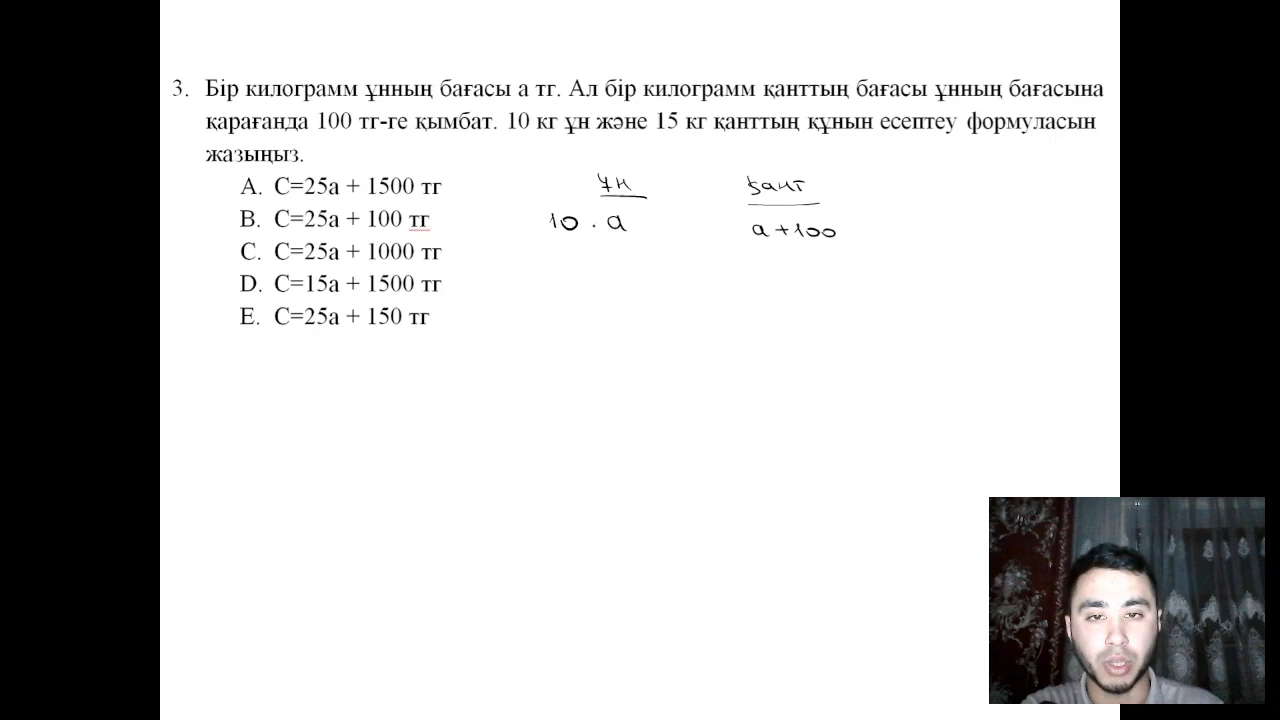 3. Бір килограмм ұнның бағасы а тг. Ал бір килограмм қанттың бағасы ұнның бағасына
қарағанда 100 тг-ге қымбат. 10 кг ұн және 15 кг қанттың құнын есептеу формуласын
жазыңыз.
A. C=25a + 1500 тг
B. C=25a + 100 тг
C. C=25a + 1000 тг
D. C=15a + 1500 тг
E. C=25a + 150 тг
ұн қант
10 · a a+100